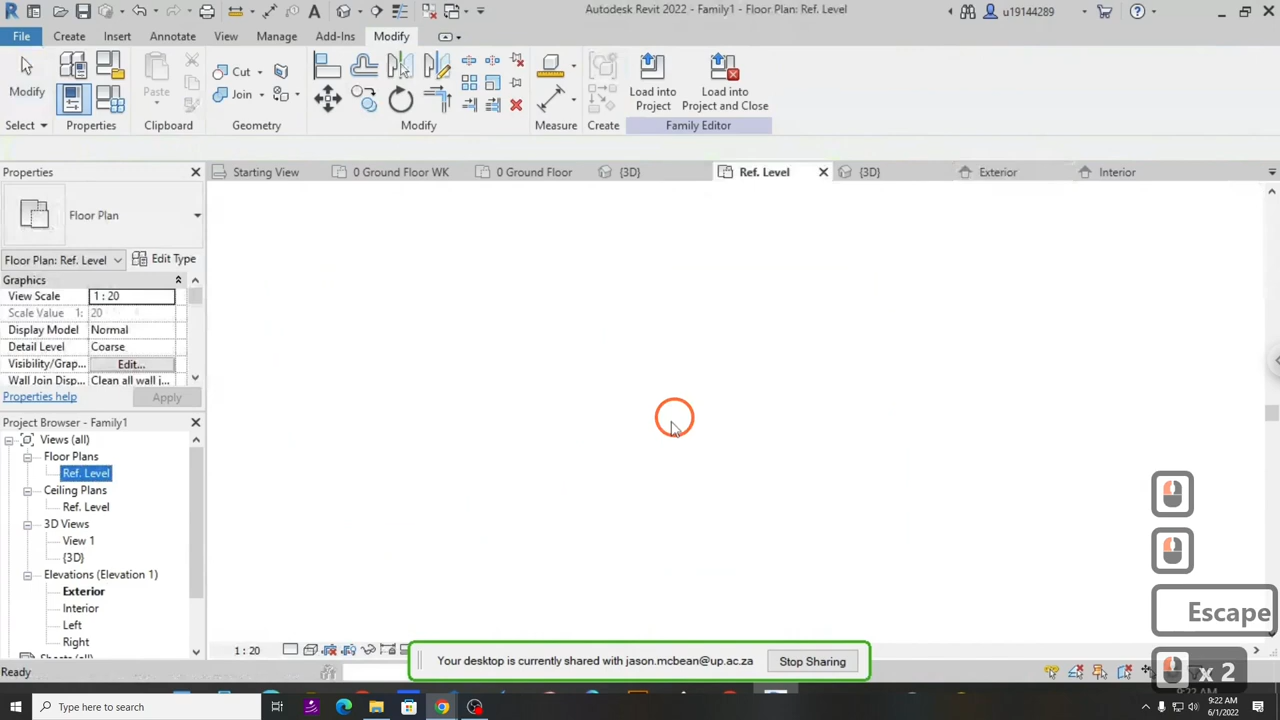 Autodesk Revit 2022 - Family1 - Floor Plan: Ref. Level
u19144289
File Create Insert Annotate View Manage Add-Ins Modify
Modify
Paste
Cut
Join
Load into Project
Load into Project and Close
Select Properties Clipboard Geometry Modify Measure Create Family Editor
Properties
Starting View 0 Ground Floor WK 0 Ground Floor {3D} Ref. Level {3D} Exterior Interior
Floor Plan
Floor Plan: Ref. Level Edit Type
Graphics
View Scale 1 : 20
Scale Value 1: 20
Display Model Normal
Detail Level Coarse
Visibility/Grap... Edit...
Wall Join Disp... Clean all wall j...
Properties help Apply
Project Browser - Family1
Views (all)
Floor Plans
Ref. Level
Ceiling Plans
Ref. Level
3D Views
View 1
{3D}
Elevations (Elevation 1)
Exterior
Interior
Left
Right
Sheets (all)
Escape
x 2
1 : 20
Your desktop is currently shared with jason.mcbean@up.ac.za Stop Sharing
Ready
Type here to search
9:22 AM
6/1/2022